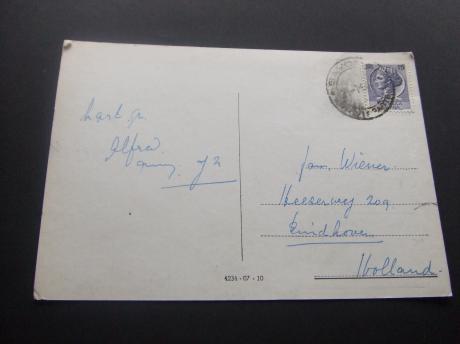 hart gr.
Alfred
Fam. Wiener
Heezerweg 209
Eindhoven
Holland
4234 - 07 - 10